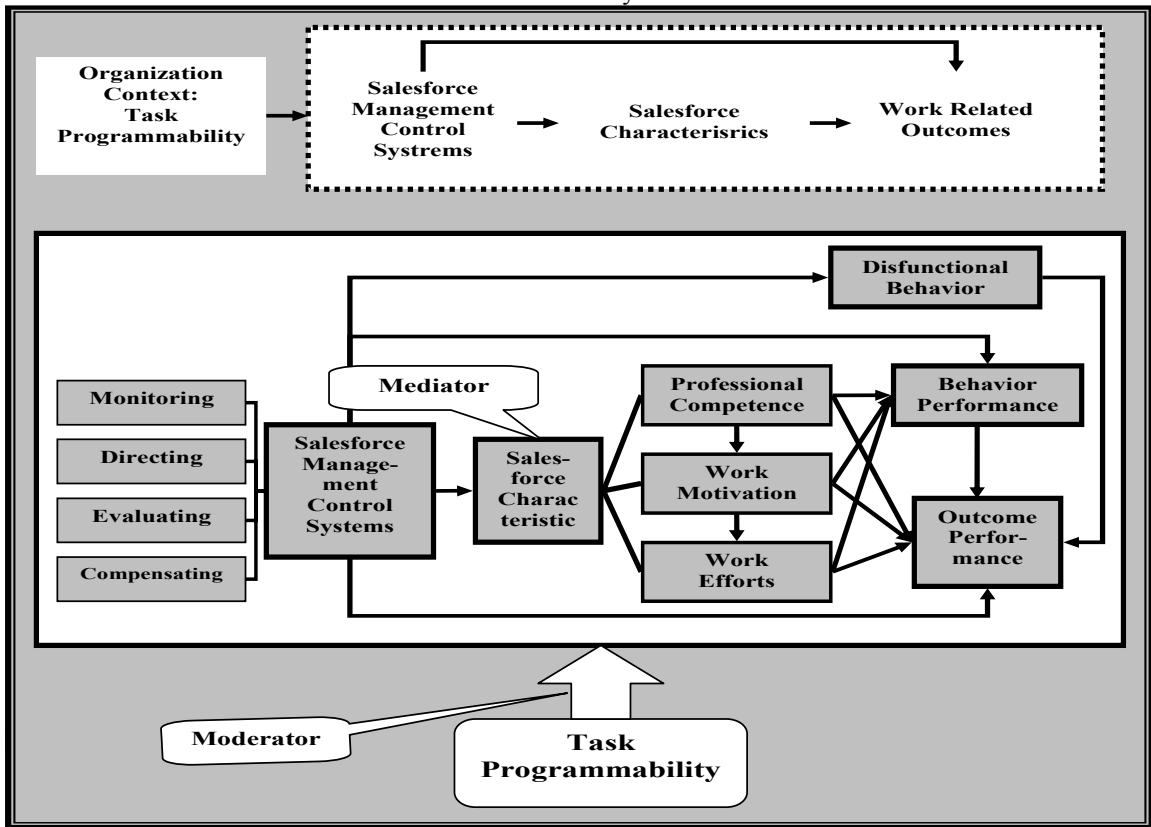 Organization
Context:
Task
Programmability
Salesforce
Management
Control
Systrems
Salesforce
Characterisrics
Work Related
Outcomes
Disfunctional
Behavior
Mediator
Monitoring
Directing
Evaluating
Compensating
Salesforce
Manage-
ment
Control
Systems
Sales-
force
Charac
teristic
Professional
Competence
Work
Motivation
Work
Efforts
Behavior
Performance
Outcome
Perfor-
mance
Moderator
Task
Programmability